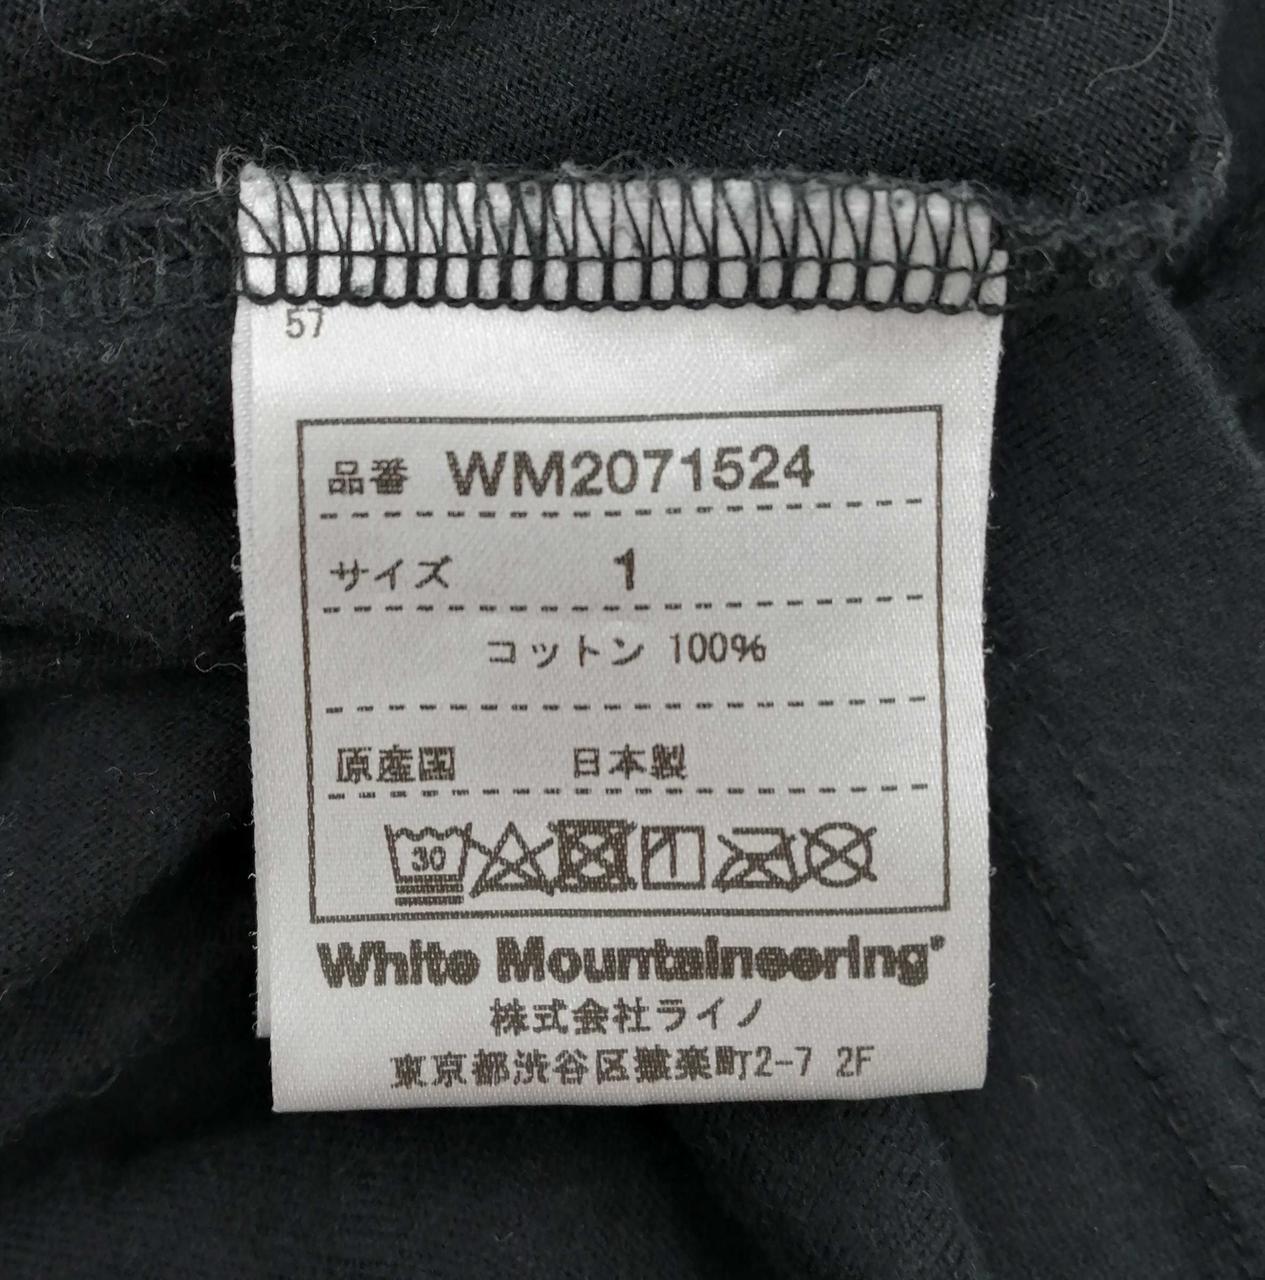 57
品番 WM2071524
サイズ 1
コットン 100%
原産国 日本製
30
White Mountaineering
株式会社ライノ
東京都渋谷区猿楽町2-7 2F